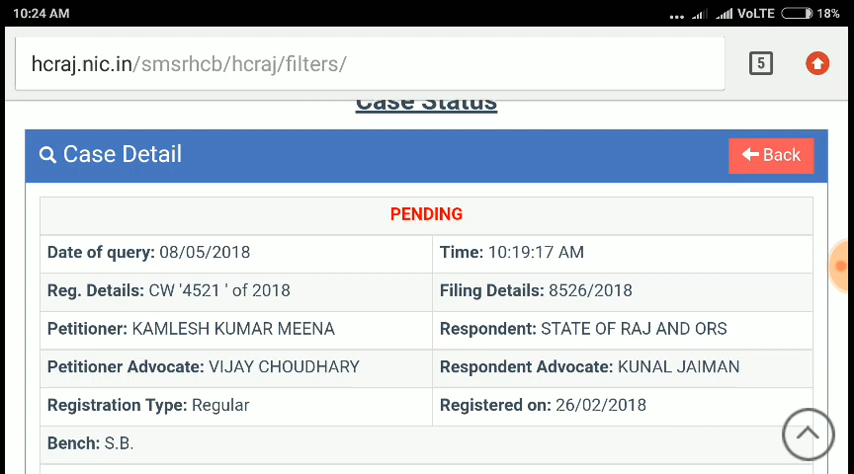 10:24 AM
VoLTE 18%
hcraj.nic.in/smsrhcb/hcraj/filters/
5
Case Status
Case Detail
Back
PENDING
Date of query: 08/05/2018
Time: 10:19:17 AM
Reg. Details: CW '4521 ' of 2018
Filing Details: 8526/2018
Petitioner: KAMLESH KUMAR MEENA
Respondent: STATE OF RAJ AND ORS
Petitioner Advocate: VIJAY CHOUDHARY
Respondent Advocate: KUNAL JAIMAN
Registration Type: Regular
Registered on: 26/02/2018
Bench: S.B.